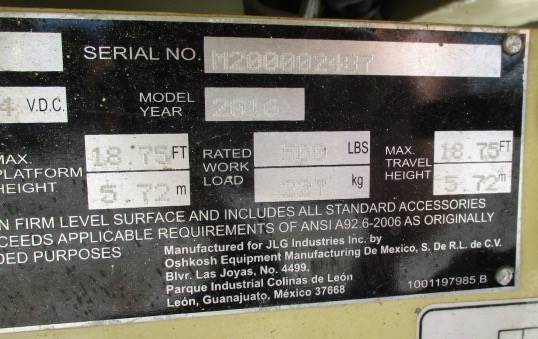 SERIAL NO. M200002487
4 V.D.C. MODEL YEAR 2016
MAX. PLATFORM HEIGHT 18.75 FT 5.72 m
RATED WORK LOAD LBS kg
MAX. TRAVEL HEIGHT 18.75 FT 5.72 m
N FIRM LEVEL SURFACE AND INCLUDES ALL STANDARD ACCESSORIES
CEEDS APPLICABLE REQUIREMENTS OF ANSI A92.6-2006 AS ORIGINALLY
DED PURPOSES
Manufactured for JLG Industries Inc. by
Oshkosh Equipment Manufacturing De Mexico, S. De R.L. de C.V.
Blvr. Las Joyas, No. 4499,
Parque Industrial Colinas de León
León, Guanajuato, México 37668
1001197985 B